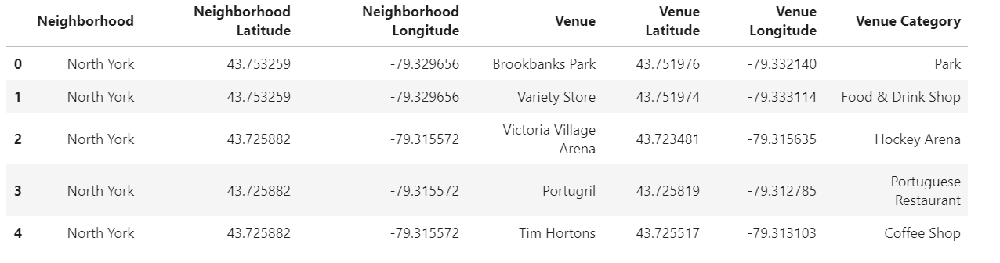 Neighborhood Neighborhood Latitude Neighborhood Longitude Venue Venue Latitude Venue Longitude Venue Category
0 North York 43.753259 -79.329656 Brookbanks Park 43.751976 -79.332140 Park
1 North York 43.753259 -79.329656 Variety Store 43.751974 -79.333114 Food & Drink Shop
2 North York 43.725882 -79.315572 Victoria Village Arena 43.723481 -79.315635 Hockey Arena
3 North York 43.725882 -79.315572 Portugril 43.725819 -79.312785 Portuguese Restaurant
4 North York 43.725882 -79.315572 Tim Hortons 43.725517 -79.313103 Coffee Shop